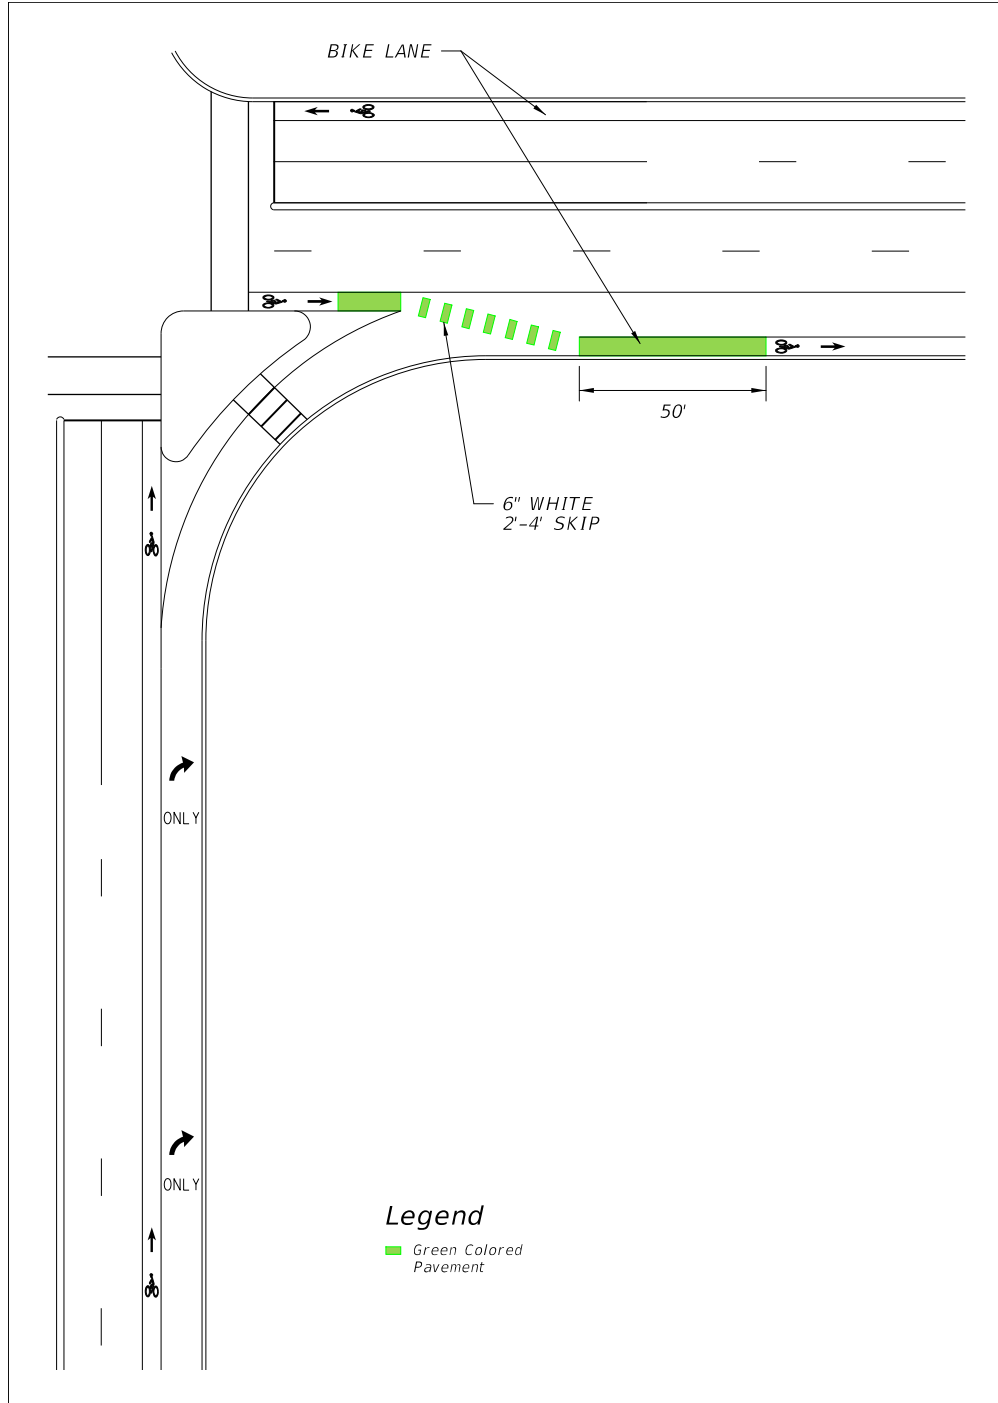 BIKE LANE
50'
6" WHITE
2'-4' SKIP
ONLY
ONLY
Legend
Green Colored
Pavement